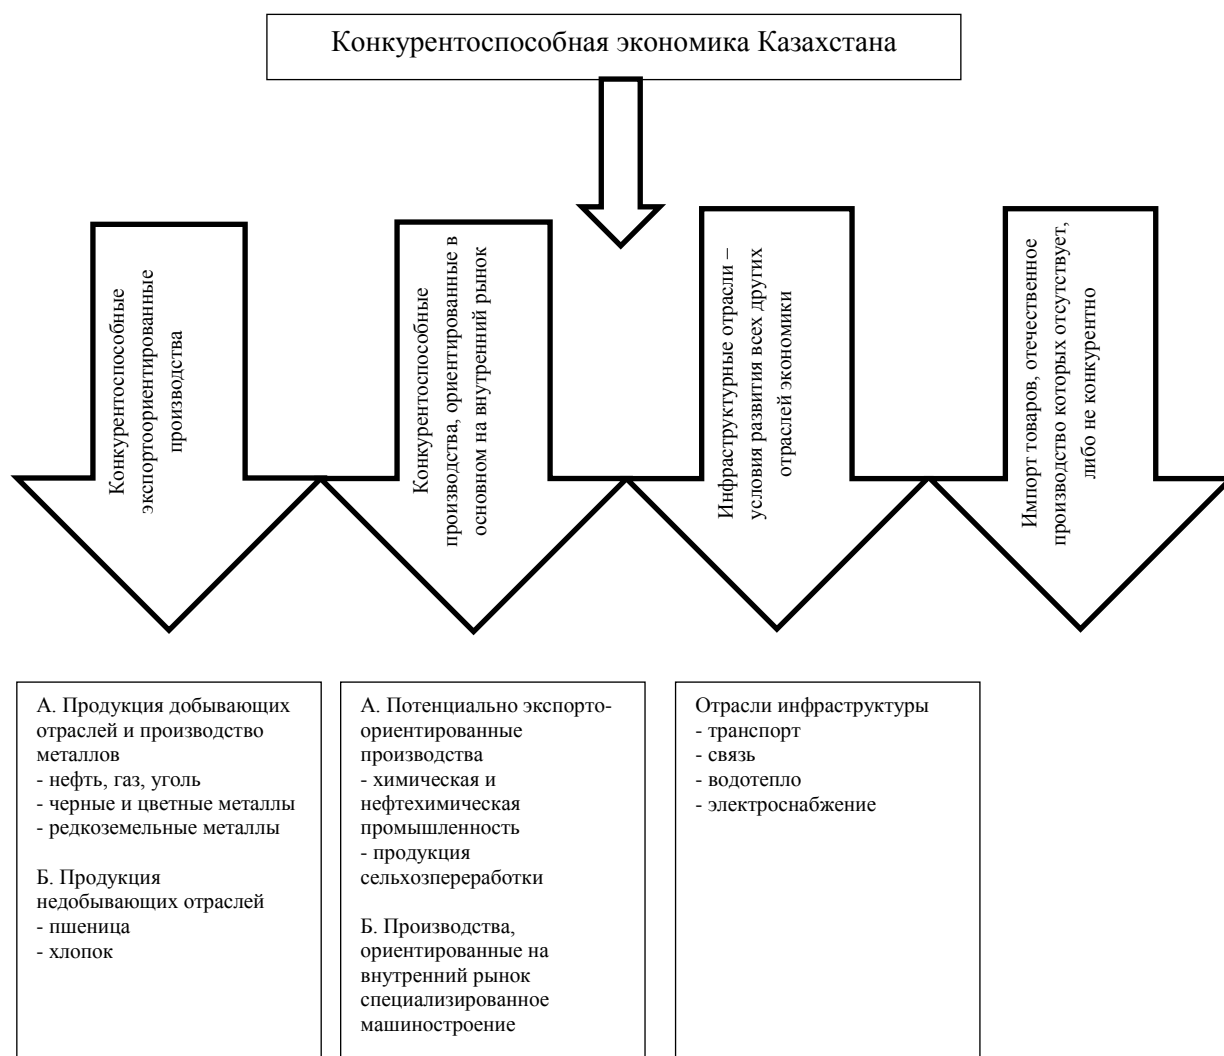 Конкурентоспособная экономика Казахстана
Конкурентоспособные
экспортоориентированные
производства
Конкурентоспособные
производства, ориентированные в
основном на внутренний рынок
Инфраструктурные отрасли –
условия развития всех других
отраслей экономики
Импорт товаров, отечественное
производство которых отсутствует,
либо не конкурентно
А. Продукция добывающих
отраслей и производство
металлов
- нефть, газ, уголь
- черные и цветные металлы
- редкоземельные металлы
Б. Продукция
недобывающих отраслей
- пшеница
- хлопок
А. Потенциально экспорто-
ориентированные
производства
- химическая и
нефтехимическая
промышленность
- продукция
сельхозпереработки
Б. Производства,
ориентированные на
внутренний рынок
специализированное
машиностроение
Отрасли инфраструктуры
- транспорт
- связь
- водотепло
- электроснабжение